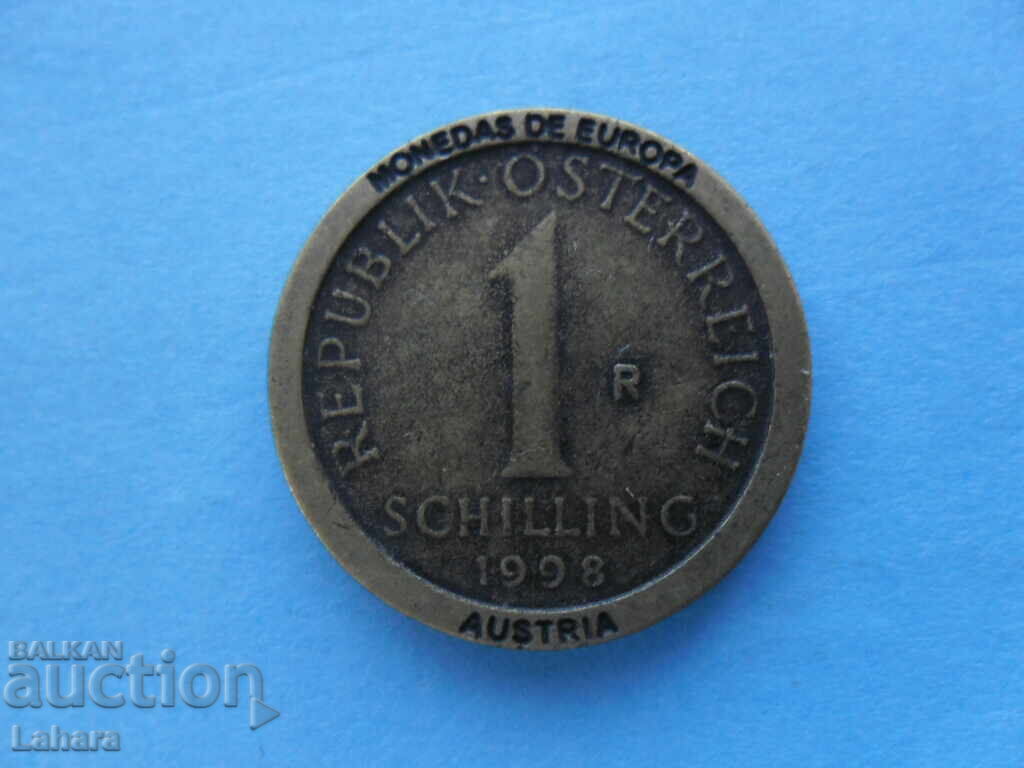 MONEDAS DE EUROPA
REPUBLIK · ÖSTERREICH
1
R
SCHILLING
1998
AUSTRIA
BALKAN
auction
Lahara